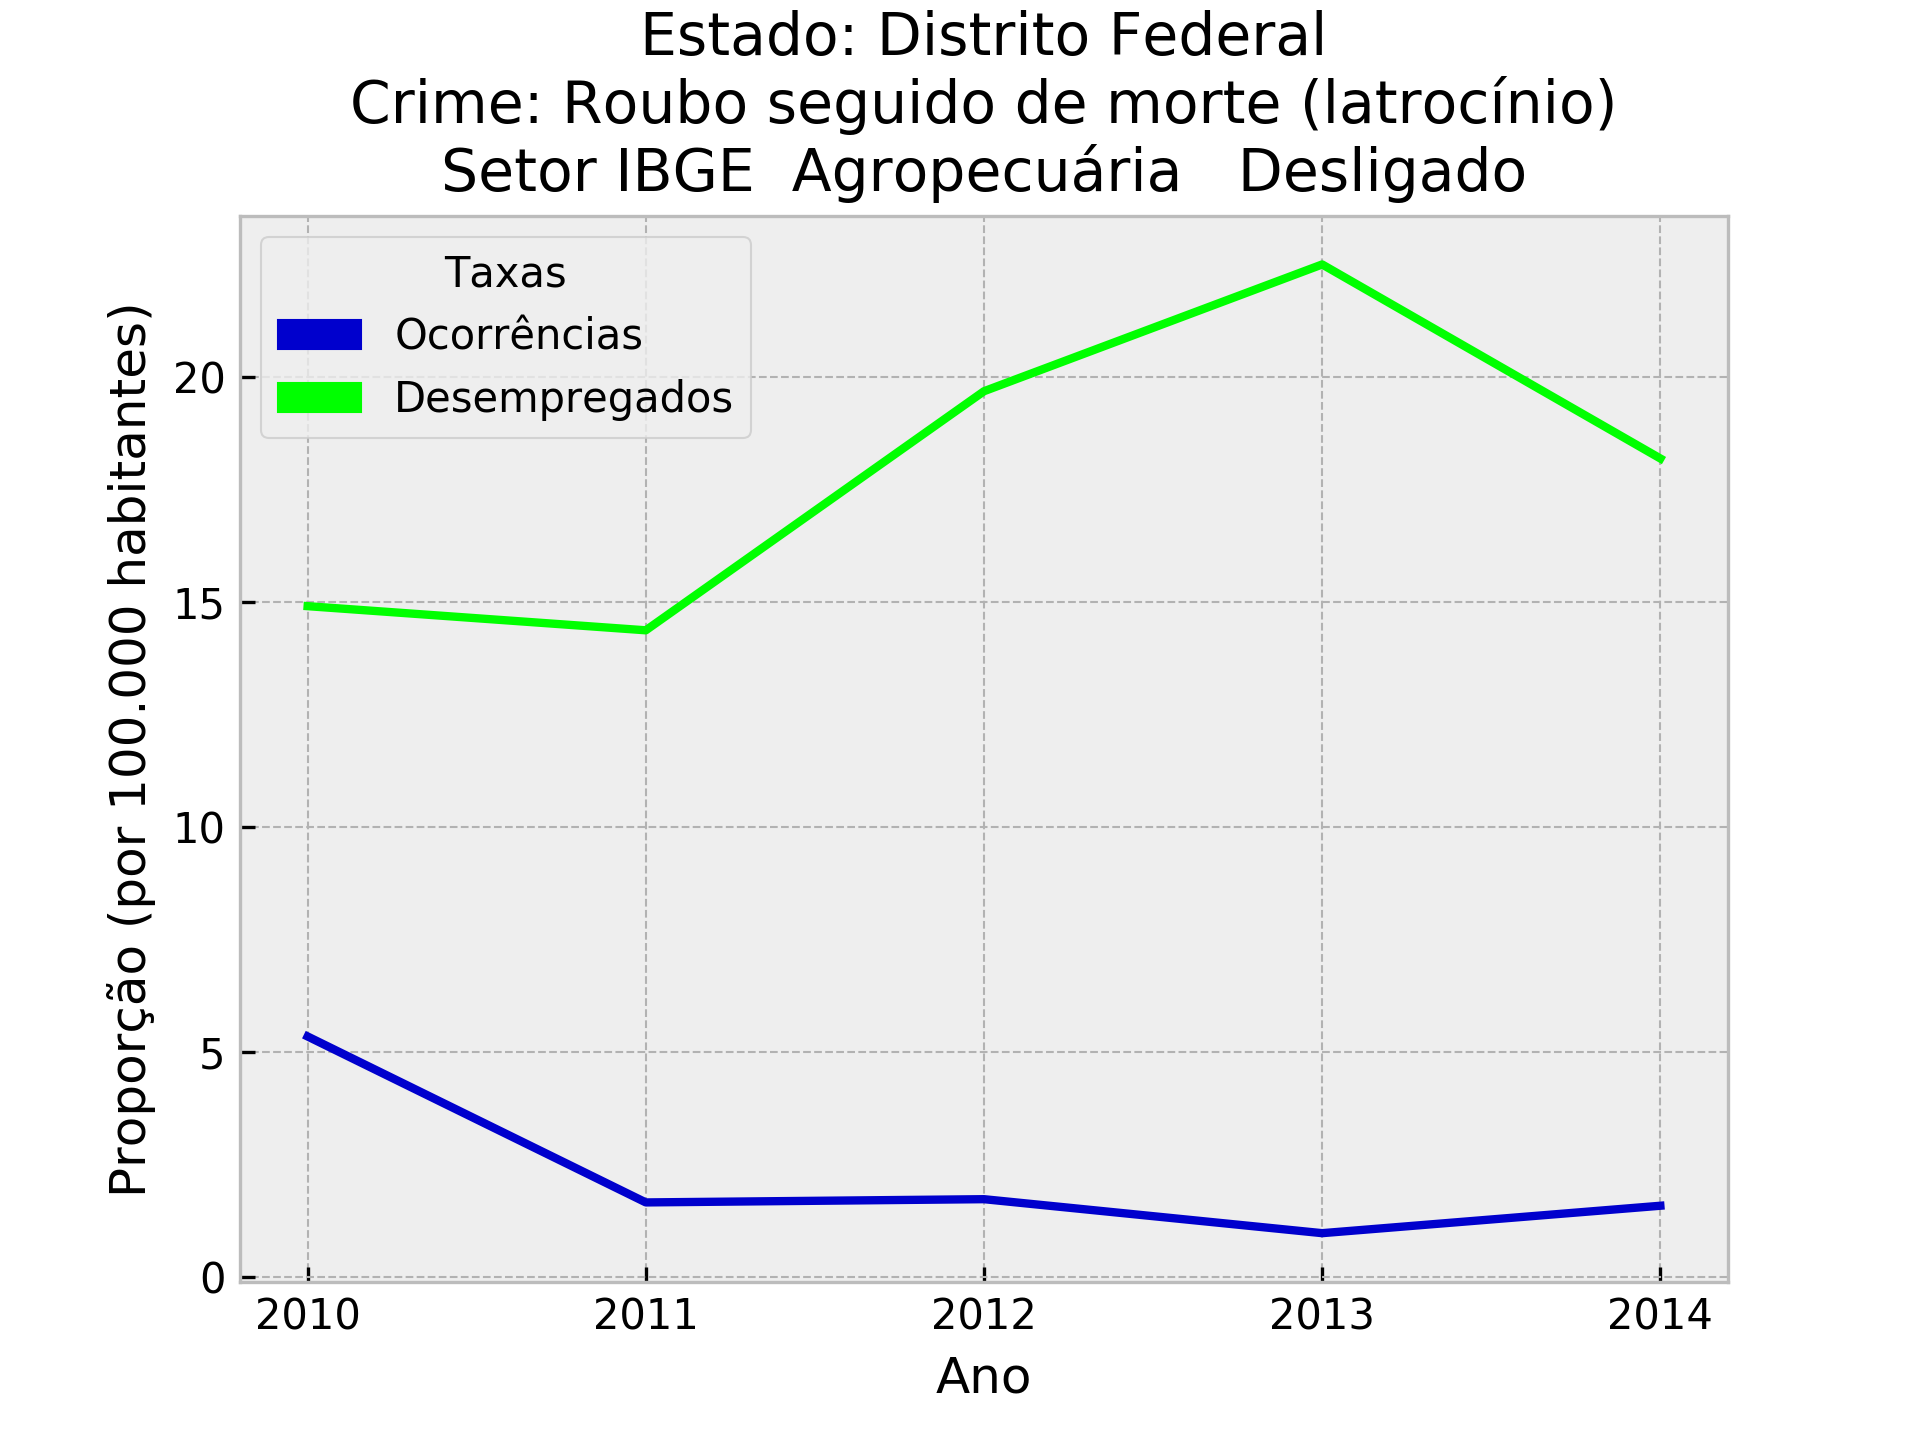 Estado: Distrito Federal
Crime: Roubo seguido de morte (latrocínio)
Setor IBGE  Agropecuária   Desligado
Taxas
Ocorrências
Desempregados
Proporção (por 100.000 habitantes)
20
15
10
5
0
2010 2011 2012 2013 2014
Ano